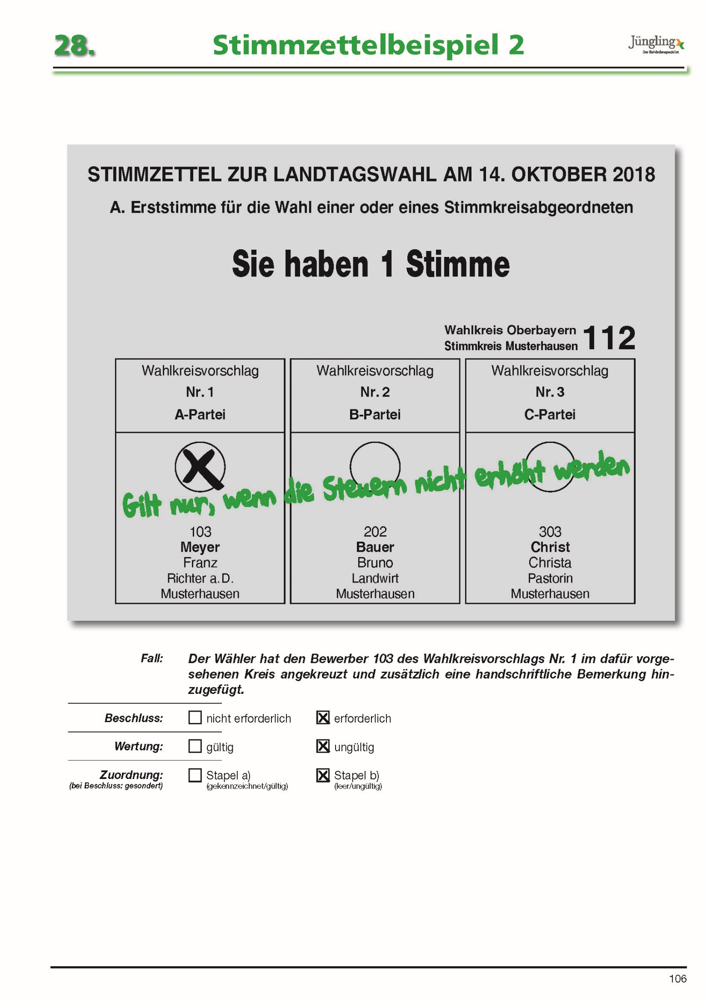 28.
Stimmzettelbeispiel 2
Jüngling
Der Behördenspezialist
STIMMZETTEL ZUR LANDTAGSWAHL AM 14. OKTOBER 2018
A. Erststimme für die Wahl einer oder eines Stimmkreisabgeordneten
Sie haben 1 Stimme
Wahlkreis Oberbayern
Stimmkreis Musterhausen
112
Wahlkreisvorschlag
Nr. 1
A-Partei
Wahlkreisvorschlag
Nr. 2
B-Partei
Wahlkreisvorschlag
Nr. 3
C-Partei
Gilt nur, wenn die Steuern nicht erhöht werden
103
Meyer
Franz
Richter a.D.
Musterhausen
202
Bauer
Bruno
Landwirt
Musterhausen
303
Christ
Christa
Pastorin
Musterhausen
Fall: Der Wähler hat den Bewerber 103 des Wahlkreisvorschlags Nr. 1 im dafür vorge-
sehenen Kreis angekreuzt und zusätzlich eine handschriftliche Bemerkung hin-
zugefügt.
Beschluss: nicht erforderlich erforderlich
Wertung: gültig ungültig
Zuordnung: Stapel a) Stapel b)
(bei Beschluss: gesondert) (gekennzeichnet/gültig) (leer/ungültig)
106